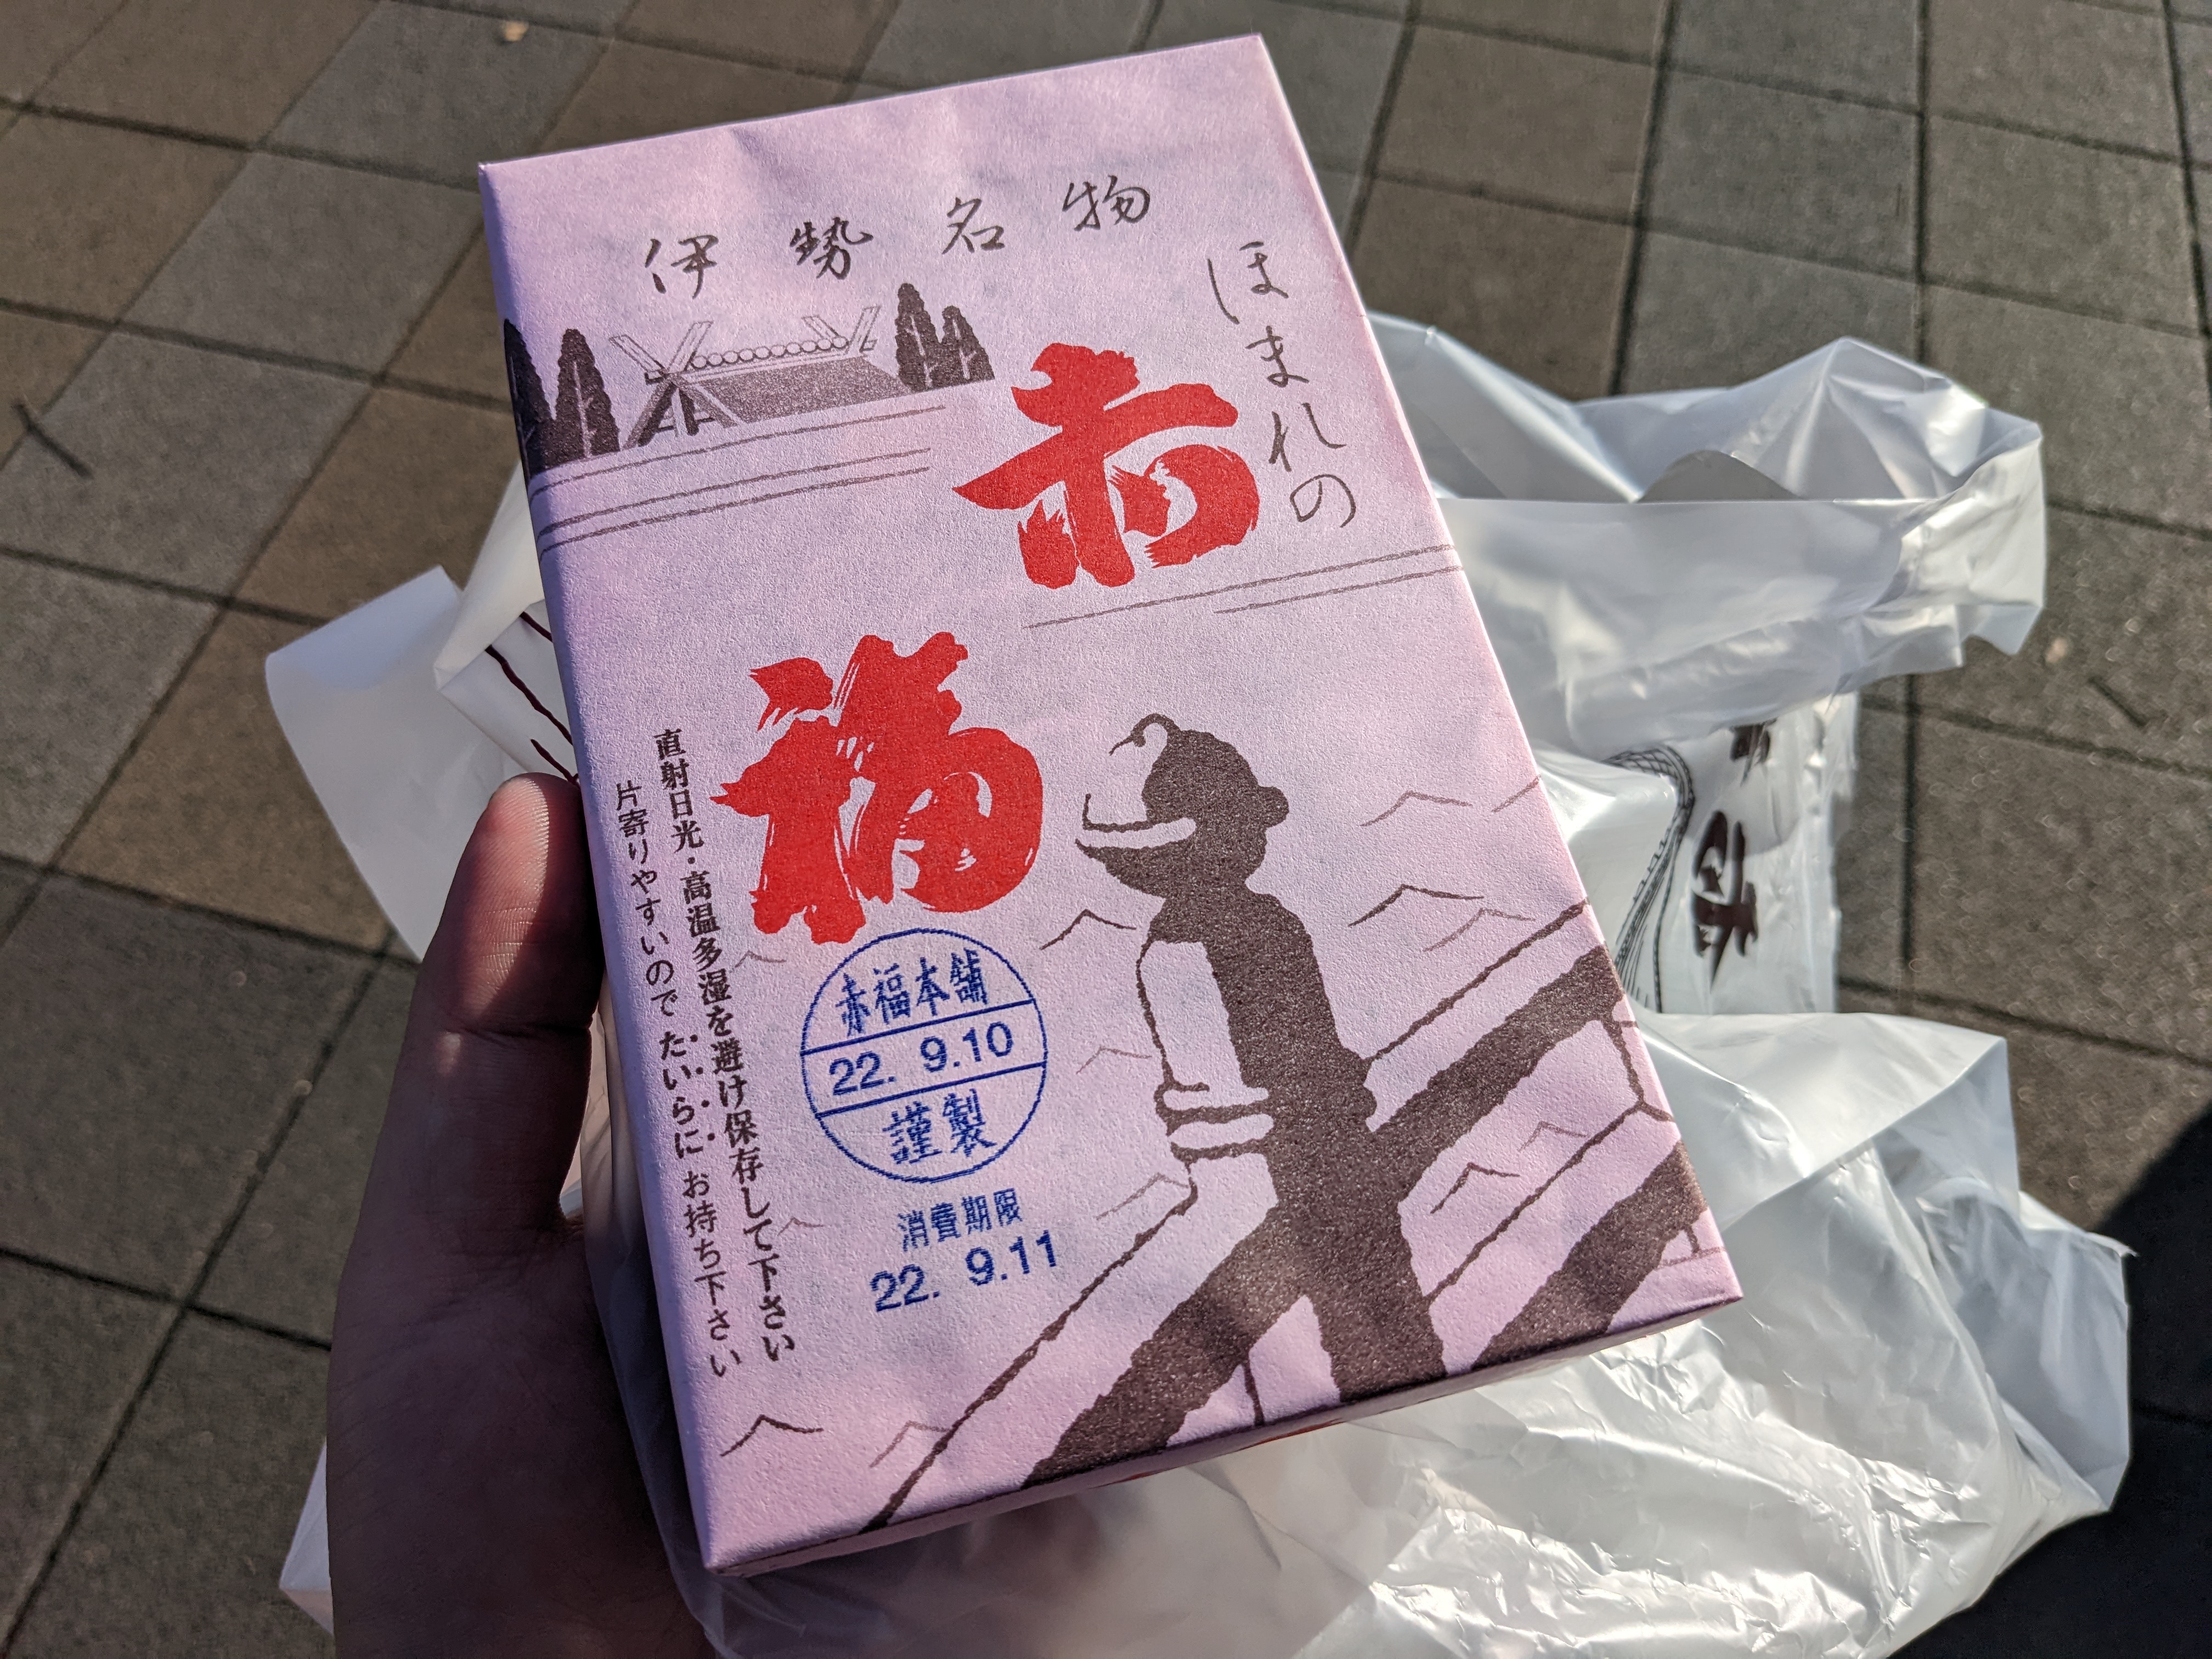 伊勢名物
ほまれの
赤
福
直射日光・高温多湿を避け保存して下さい
片寄りやすいので たいらに お持ち下さい
赤福本舗
22. 9.10
謹製
消費期限
22. 9.11